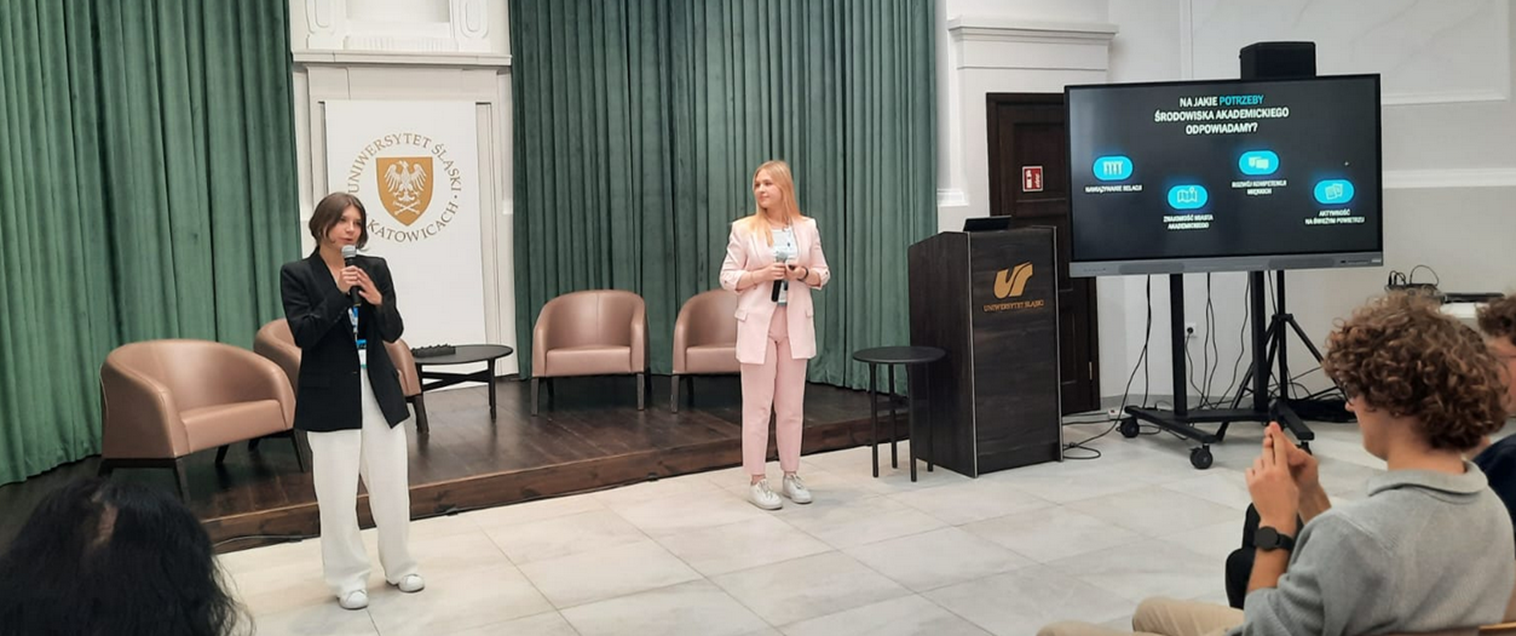 UNIWERSYTET ŚLĄSKI
KATOWICACH
UNIWERSYTET ŚLĄSKI
NA JAKIE POTRZEBY
ŚRODOWISKA AKADEMICKIEGO
ODPOWIADAMY?
NAWIĄZYWANIE RELACJI
ZNAJOMOŚĆ MIASTA
AKADEMICKIEGO
ROZWÓJ KOMPETENCJI
MIĘKKICH
AKTYWNOŚĆ
NA ŚWIEŻYM POWIETRZU